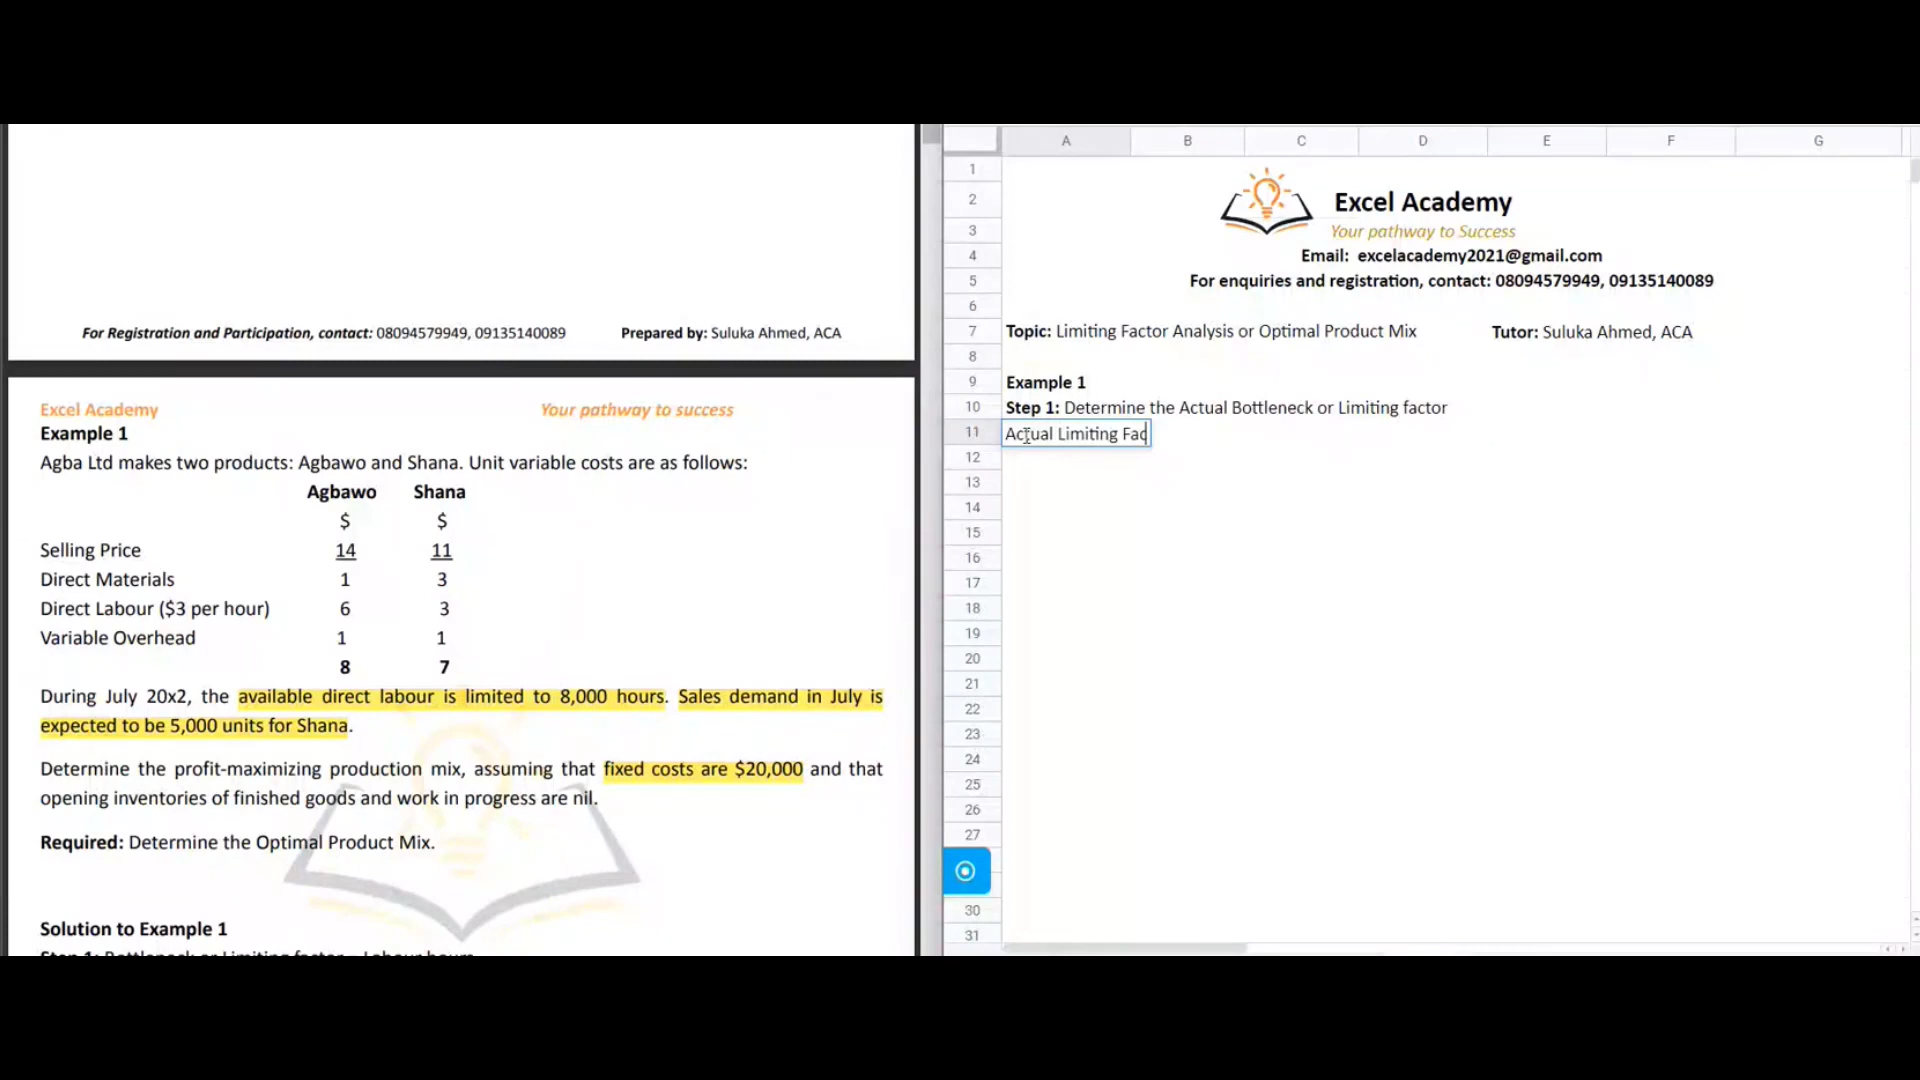 For Registration and Participation, contact: 08094579949, 09135140089 Prepared by: Suluka Ahmed, ACA
Excel Academy Your pathway to success
Example 1
Agba Ltd makes two products: Agbawo and Shana. Unit variable costs are as follows:
Agbawo Shana
$ $
Selling Price 14 11
Direct Materials 1 3
Direct Labour ($3 per hour) 6 3
Variable Overhead 1 1
8 7
During July 20x2, the available direct labour is limited to 8,000 hours. Sales demand in July is
expected to be 5,000 units for Shana.
Determine the profit-maximizing production mix, assuming that fixed costs are $20,000 and that
opening inventories of finished goods and work in progress are nil.
Required: Determine the Optimal Product Mix.
Solution to Example 1
Step 1: Bottleneck or Limiting factor – Labour hours
A B C D E F G
1
2 Excel Academy
3 Your pathway to Success
4 Email: excelacademy2021@gmail.com
5 For enquiries and registration, contact: 08094579949, 09135140089
6
7 Topic: Limiting Factor Analysis or Optimal Product Mix Tutor: Suluka Ahmed, ACA
8
9 Example 1
10 Step 1: Determine the Actual Bottleneck or Limiting factor
11 Actual Limiting Fac
12
13
14
15
16
17
18
19
20
21
22
23
24
25
26
27
30
31